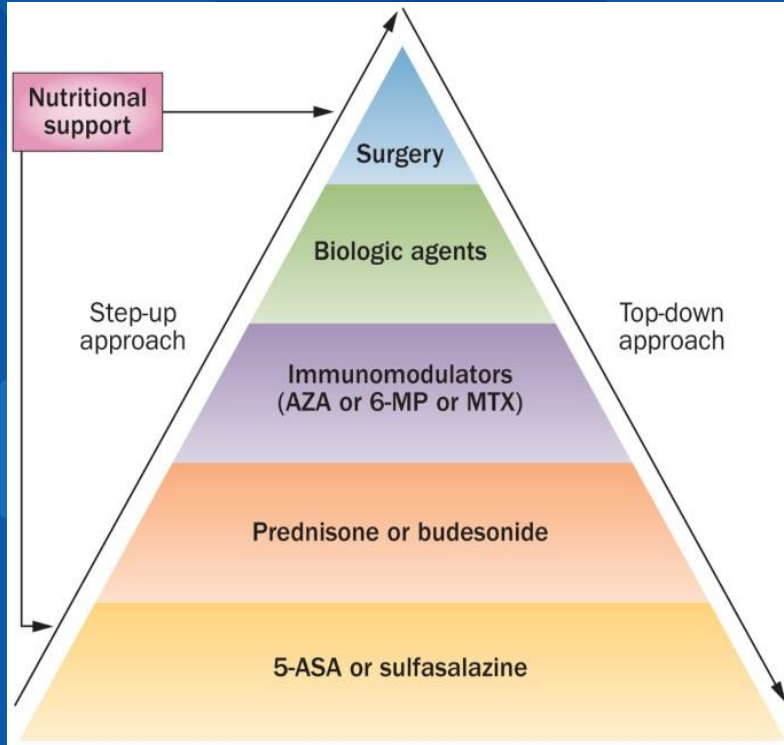 Nutritional
support
Surgery
Biologic agents
Step-up
approach
Top-down
approach
Immunomodulators
(AZA or 6-MP or MTX)
Prednisone or budesonide
5-ASA or sulfasalazine